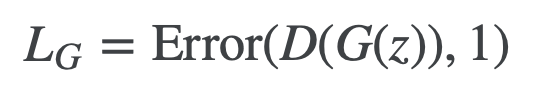 L_G = Error(D(G(z)), 1)